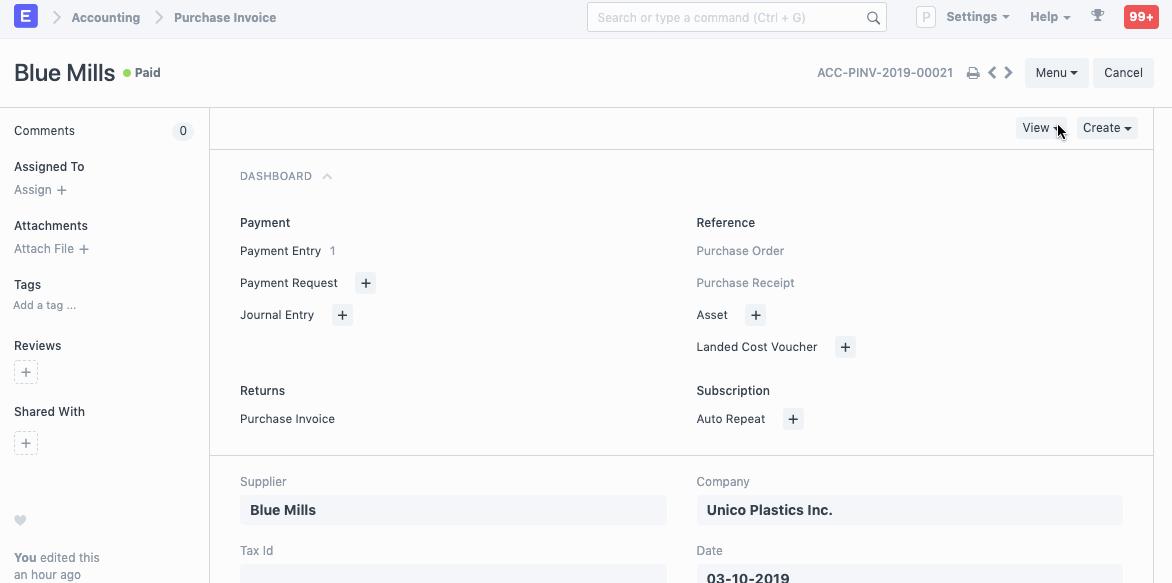 E Accounting Purchase Invoice Search or type a command (Ctrl + G) P Settings Help 99+
Blue Mills Paid ACC-PINV-2019-00021 Menu Cancel
Comments 0
Assigned To
Assign +
Attachments
Attach File +
Tags
Add a tag ...
Reviews
+
Shared With
+
You edited this
an hour ago
View Create
DASHBOARD
Payment
Payment Entry 1
Payment Request +
Journal Entry +
Reference
Purchase Order
Purchase Receipt
Asset +
Landed Cost Voucher +
Returns
Purchase Invoice
Subscription
Auto Repeat +
Supplier
Blue Mills
Company
Unico Plastics Inc.
Tax Id
Date
03-10-2019